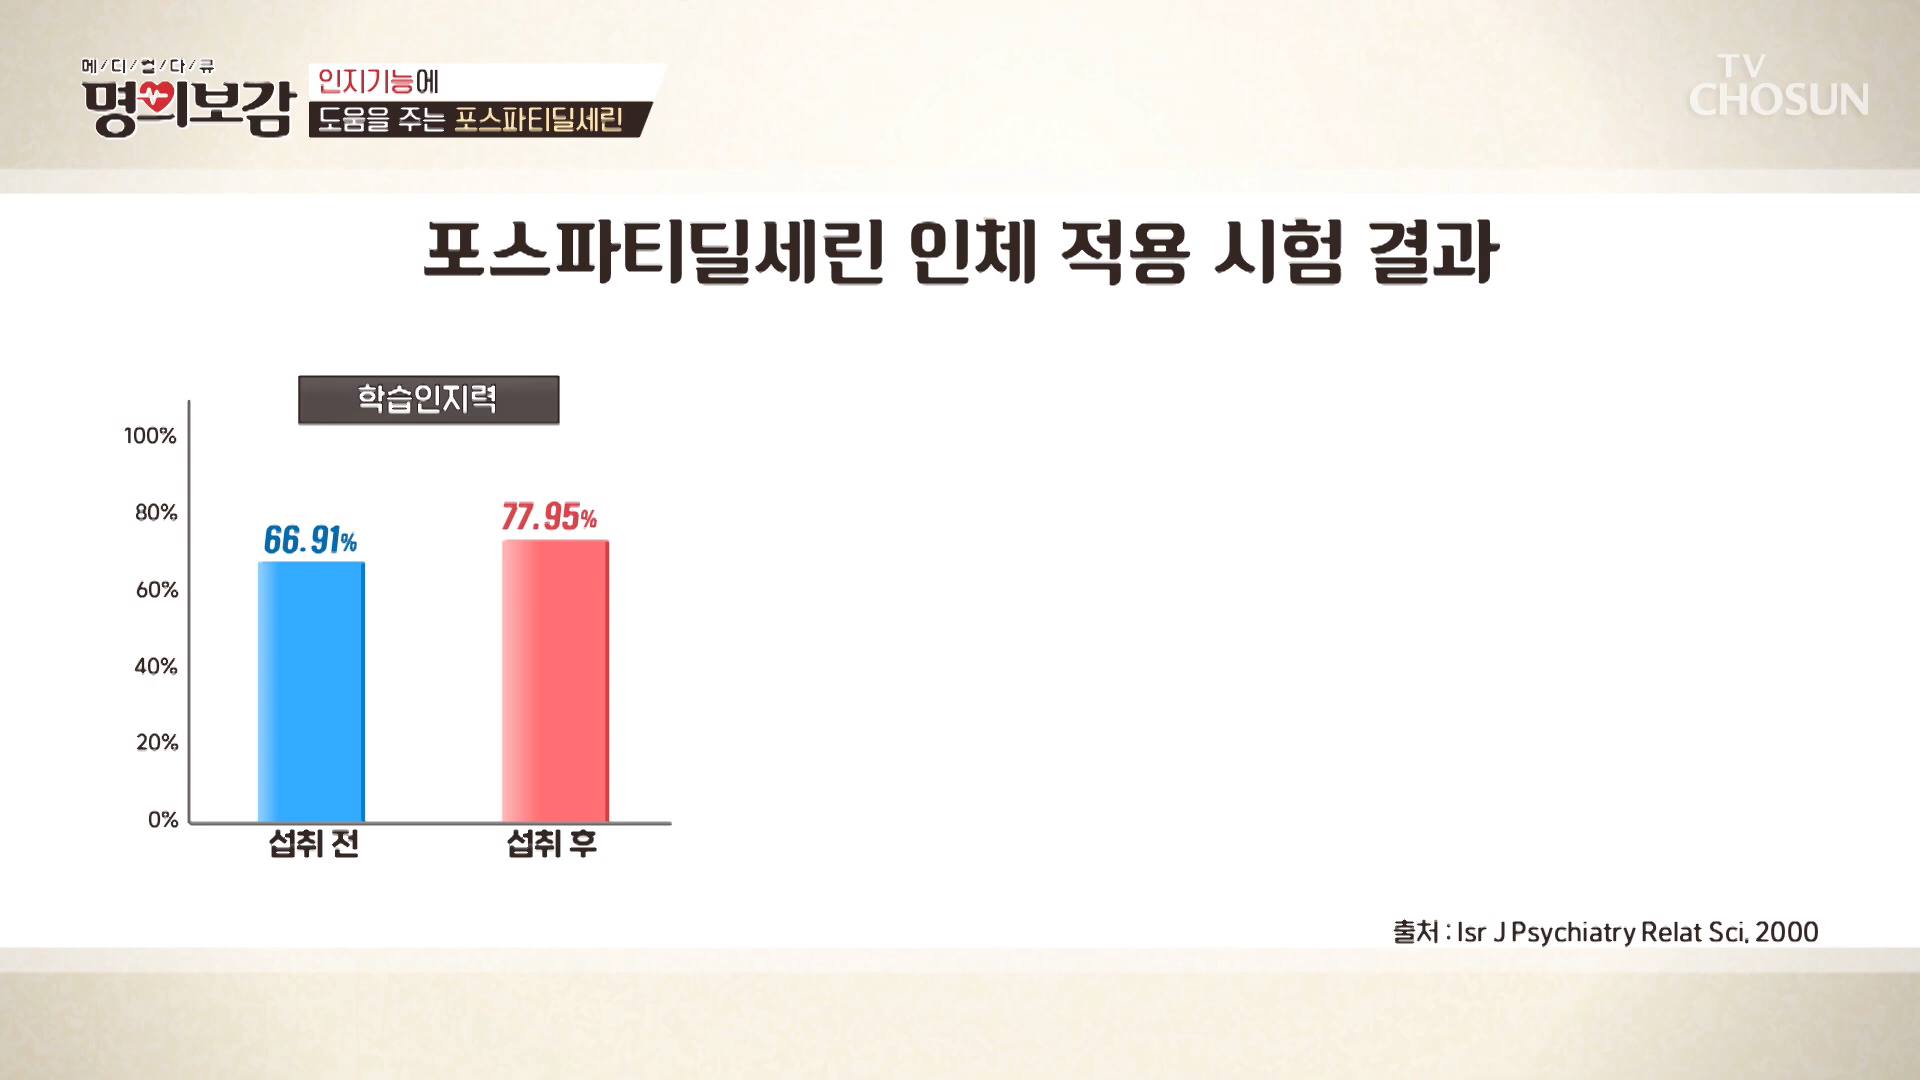 메/디/컬/다/큐
명의보감
인지기능에
도움을 주는 포스파티딜세린
TV
CHOSUN
포스파티딜세린 인체 적용 시험 결과
학습인지력
100%
80%
60%
40%
20%
0%
66.91%
77.95%
섭취 전
섭취 후
출처 : Isr J Psychiatry Relat Sci, 2000